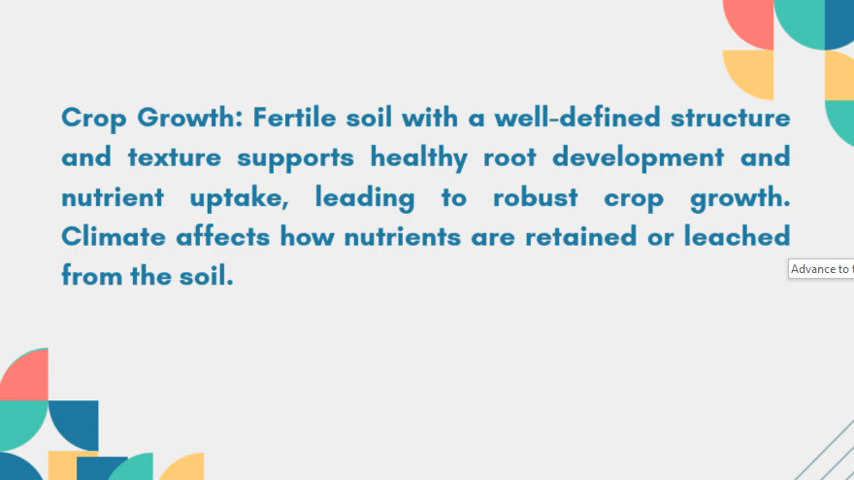 Crop Growth: Fertile soil with a well-defined structure
and texture supports healthy root development and
nutrient uptake, leading to robust crop growth.
Climate affects how nutrients are retained or leached
from the soil.
Advance to